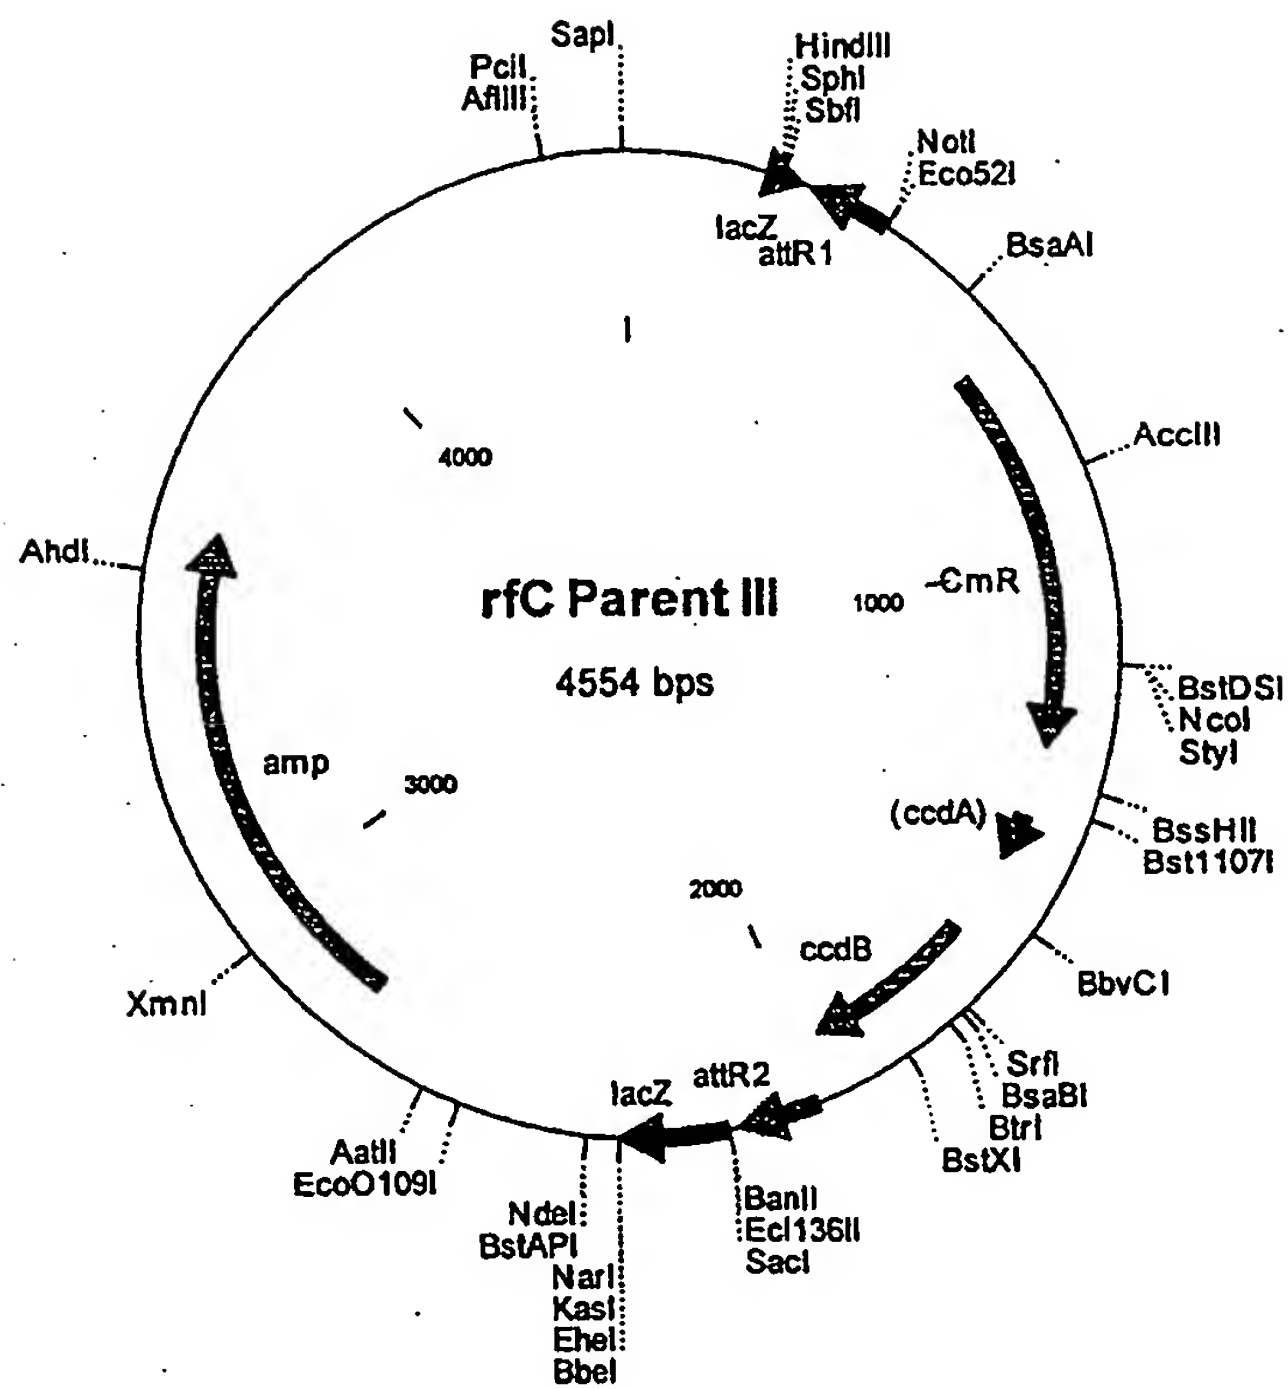 SapI
HindIII
SphI
SbfI
PciI
AflIII
NotI
Eco52I
BsaAI
lacZ
attR1
AccIII
4000
AhdI
rfC Parent III
4554 bps
1000
CmR
BstDSI
NcoI
StyI
amp
3000
(ccdA)
BssHII
Bst1107I
2000
ccdB
BbvCI
XmnI
SrfI
BsaBI
BtrI
BstXI
attR2
lacZ
AatII
EcoO109I
NdeI
BstAPI
BanII
Ecl136II
SacI
NarI
KasI
EheI
BbeI